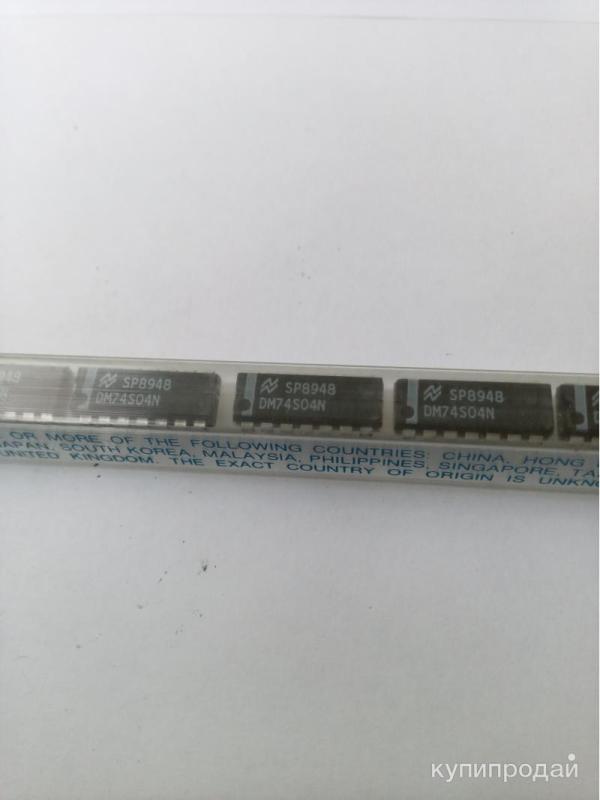 SP8948
DM74S04N
SP8948
DM74S04N
SP8948
DM74S04N
OR MORE OF THE FOLLOWING COUNTRIES: CHINA, HONG
JAPAN, SOUTH KOREA, MALAYSIA, PHILIPPINES, SINGAPORE,
UNITED KINGDOM. THE EXACT COUNTRY OF ORIGIN IS
купипродай